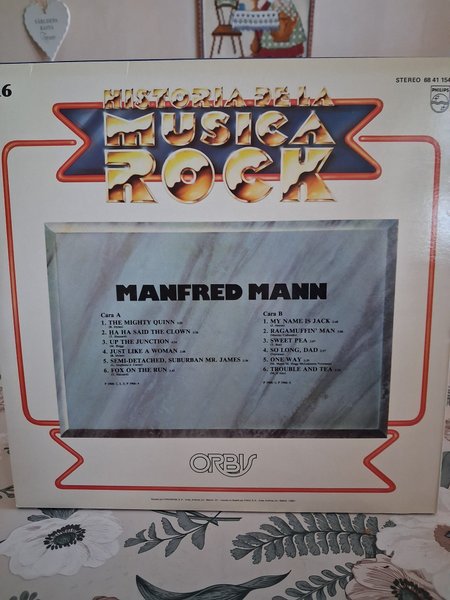 VÄRLDENS
16
STEREO 68 41 154
PHILIPS
HISTORIA DE LA
MUSICA
ROCK
MANFRED MANN
Cara A
1. THE MIGHTY QUINN
2. HA HA SAID THE CLOWN
3. UP THE JUNCTION
4. JUST LIKE A WOMAN
5. SEMI-DETACHED, SUBURBAN MR. JAMES
6. FOX ON THE RUN
Cara B
1. MY NAME IS JACK
2. RAGAMUFFIN' MAN
3. SWEET PEA
4. SO LONG, DAD
5. ONE WAY
6. TROUBLE AND TEA
ORBIS